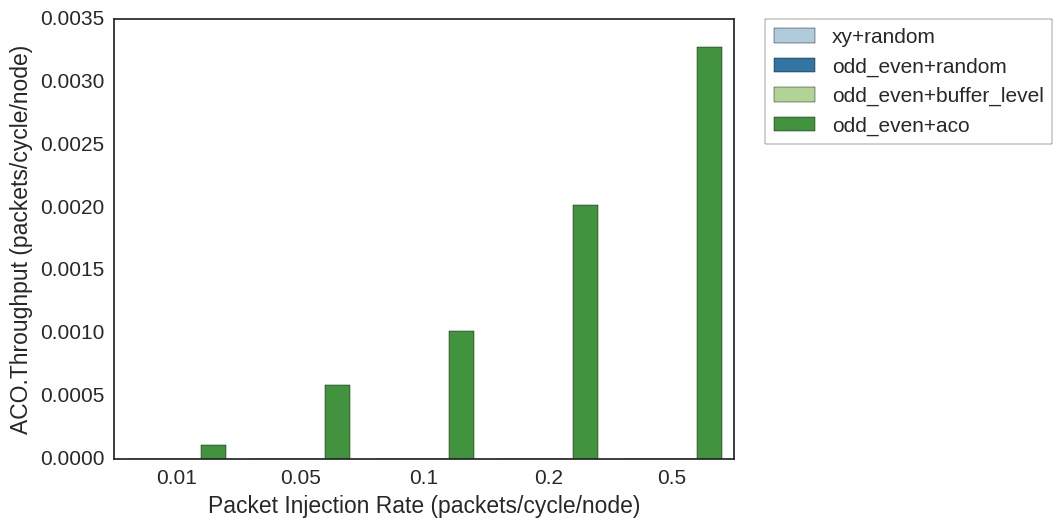 0.0035
0.0030
0.0025
0.0020
0.0015
0.0010
0.0005
0.0000
ACO.Throughput (packets/cycle/node)
0.01 0.05 0.1 0.2 0.5
Packet Injection Rate (packets/cycle/node)
xy+random
odd_even+random
odd_even+buffer_level
odd_even+aco